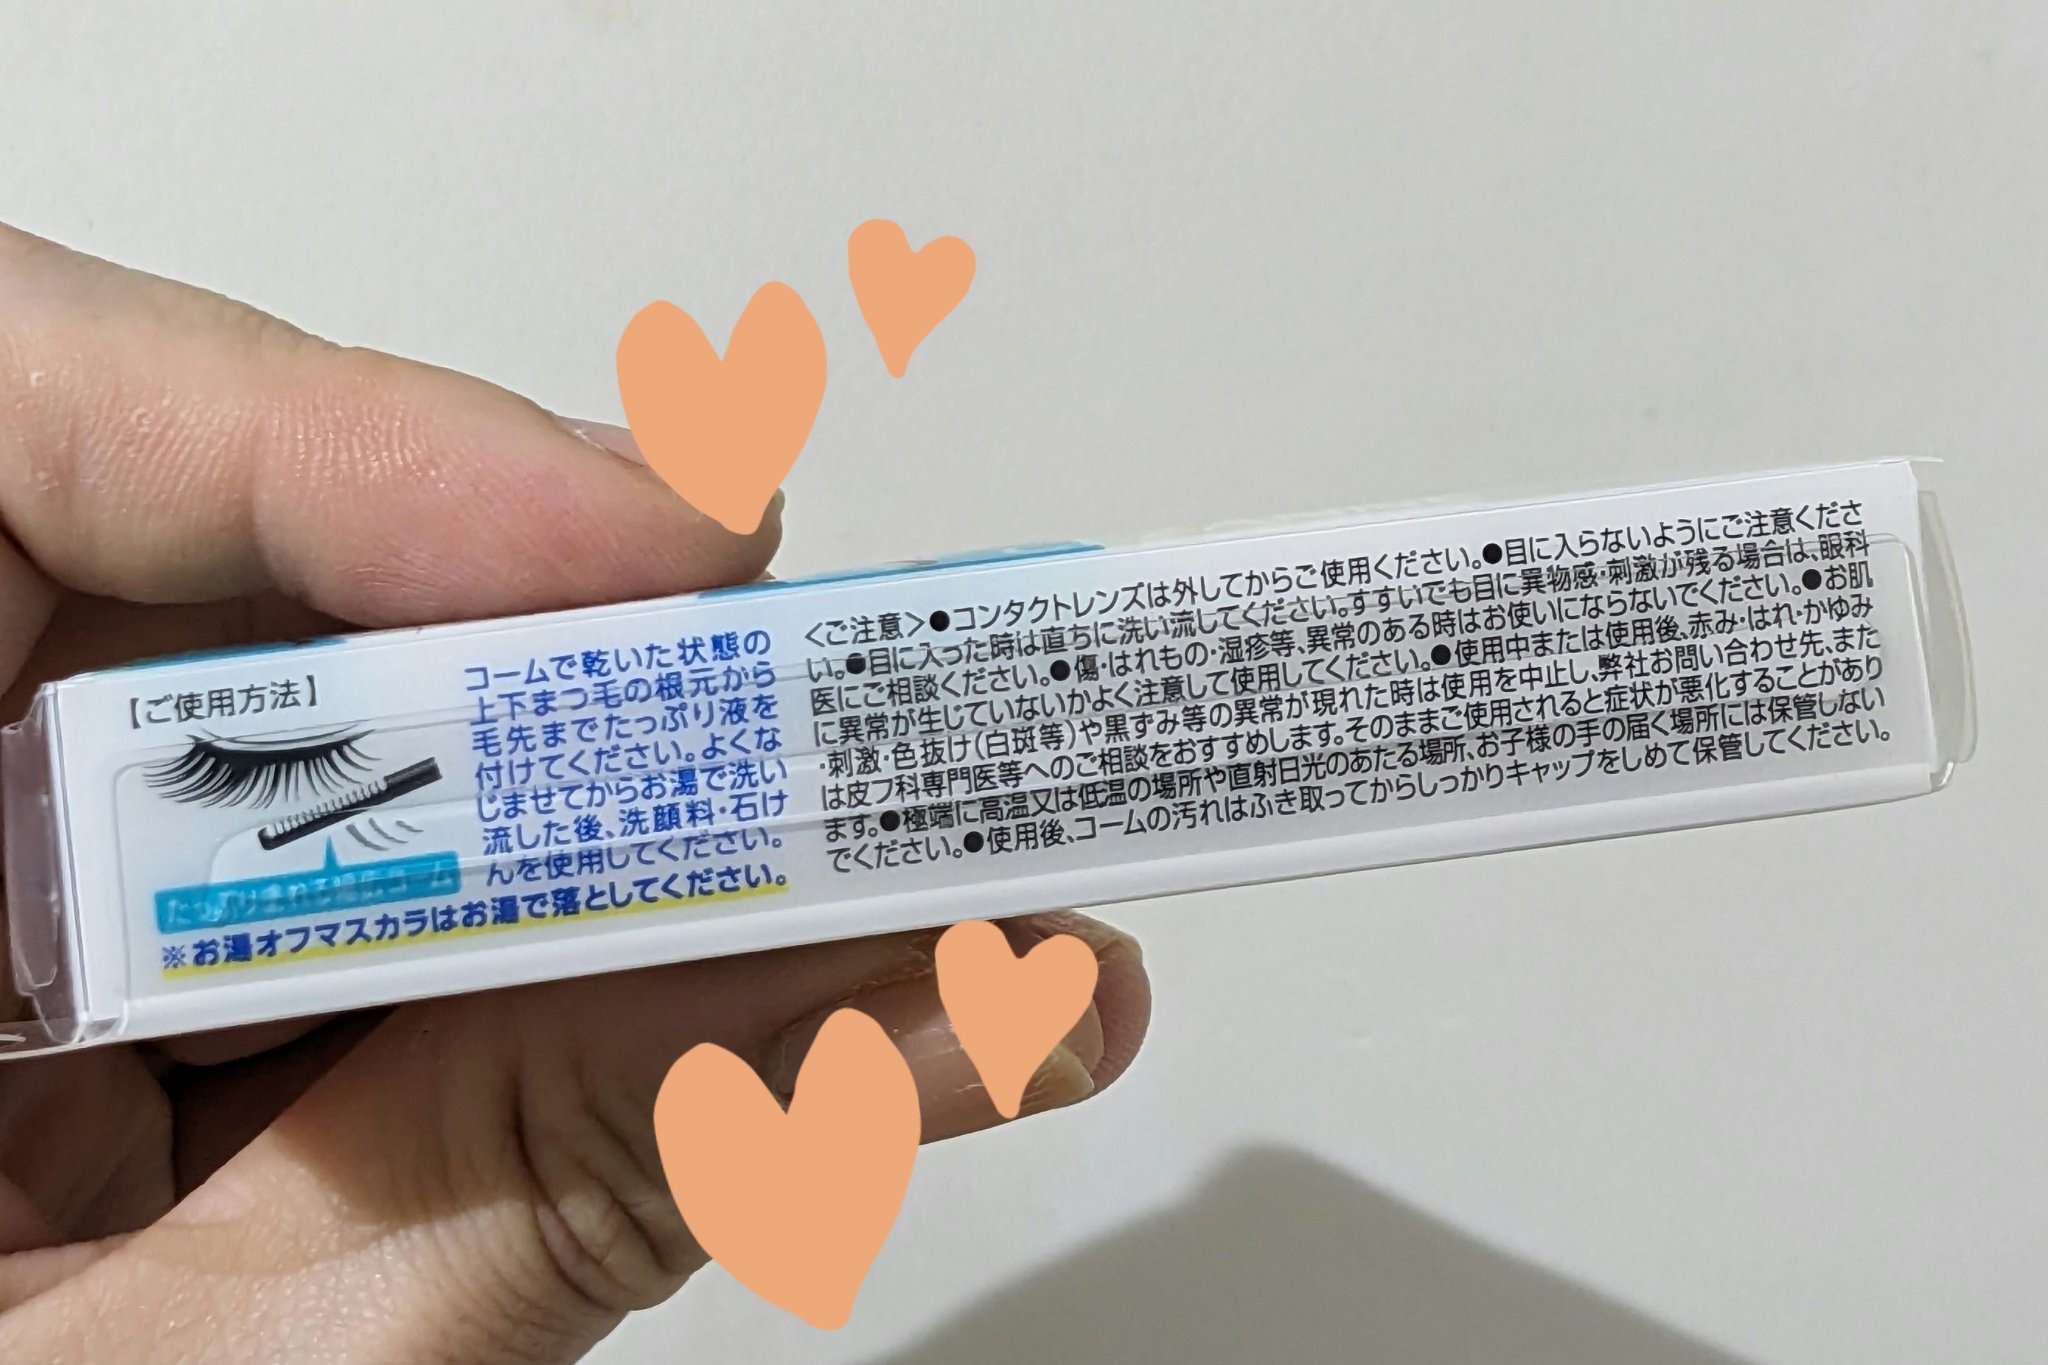 【ご使用方法】
コームで乾いた状態の
上下まつ毛の根元から
毛先までたっぷり液を
付けてください。よくな
じませてからお湯で洗い
流した後、洗顔料・石け
んを使用してください。
※お湯オフマスカラはお湯で落としてください。
<ご注意>●コンタクトレンズは外してからご使用ください。●目に入らないようにご注意くださ
い。●目に入った時は直ちに洗い流してください。すすいでも目に異物感・刺激が残る場合は、眼科
医にご相談ください。●傷・はれもの・湿疹等、異常のある時はお使いにならないでください。●お肌
に異常が生じていないかよく注意して使用してください。●使用中または使用後、赤み・はれ・かゆみ
・刺激・色抜け(白斑等)や黒ずみ等の異常が現れた時は使用を中止し、弊社お問い合わせ先、また
は皮フ科専門医等へのご相談をおすすめします。そのままご使用されると症状が悪化することがあり
ます。●極端に高温又は低温の場所や直射日光のあたる場所、お子様の手の届く場所には保管しない
でください。●使用後、コームの汚れはふき取ってからしっかりキャップをしめて保管してください。